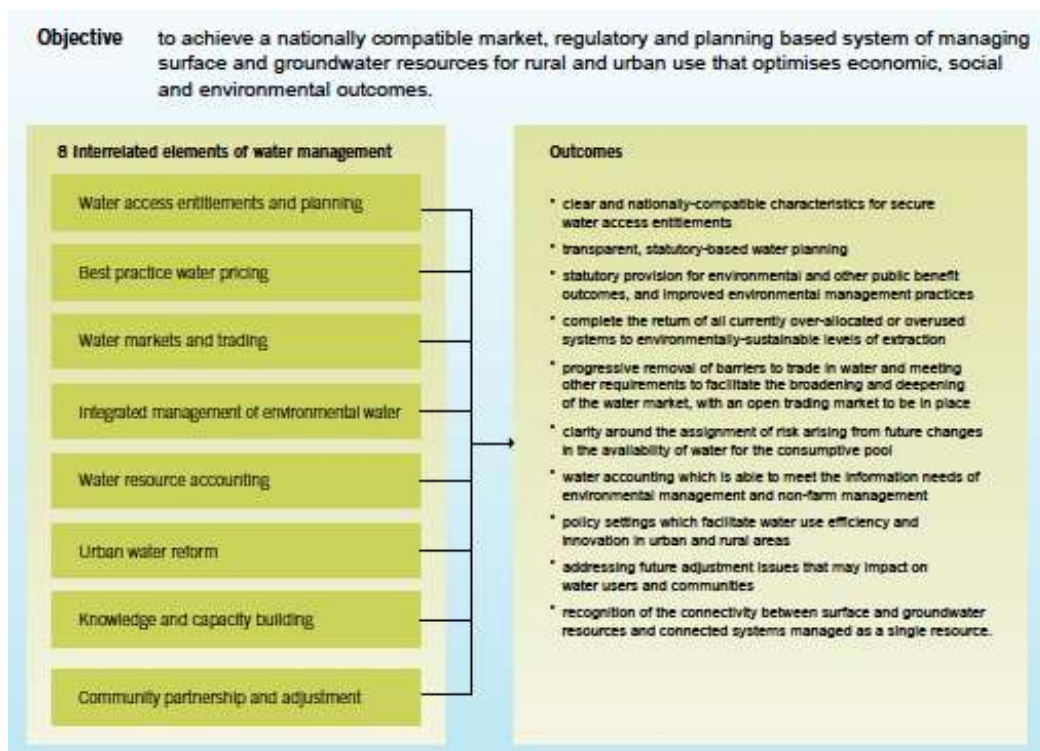 Objective to achieve a nationally compatible market, regulatory and planning based system of managing
surface and groundwater resources for rural and urban use that optimises economic, social
and environmental outcomes.
8 Interrelated elements of water management
Water access entitlements and planning
Best practice water pricing
Water markets and trading
Integrated management of environmental water
Water resource accounting
Urban water reform
Knowledge and capacity building
Community partnership and adjustment
Outcomes
• clear and nationally-compatible characteristics for secure
water access entitlements
• transparent, statutory-based water planning
• statutory provision for environmental and other public benefit
outcomes, and improved environmental management practices
• complete the return of all currently over-allocated or overused
systems to environmentally-sustainable levels of extraction
• progressive removal of barriers to trade in water and meeting
other requirements to facilitate the broadening and deepening
of the water market, with an open trading market to be in place
• clarity around the assignment of risk arising from future changes
in the availability of water for the consumptive pool
• water accounting which is able to meet the information needs of
environmental management and non-farm management
• policy settings which facilitate water use efficiency and
innovation in urban and rural areas
• addressing future adjustment issues that may impact on
water users and communities
• recognition of the connectivity between surface and groundwater
resources and connected systems managed as a single resource.